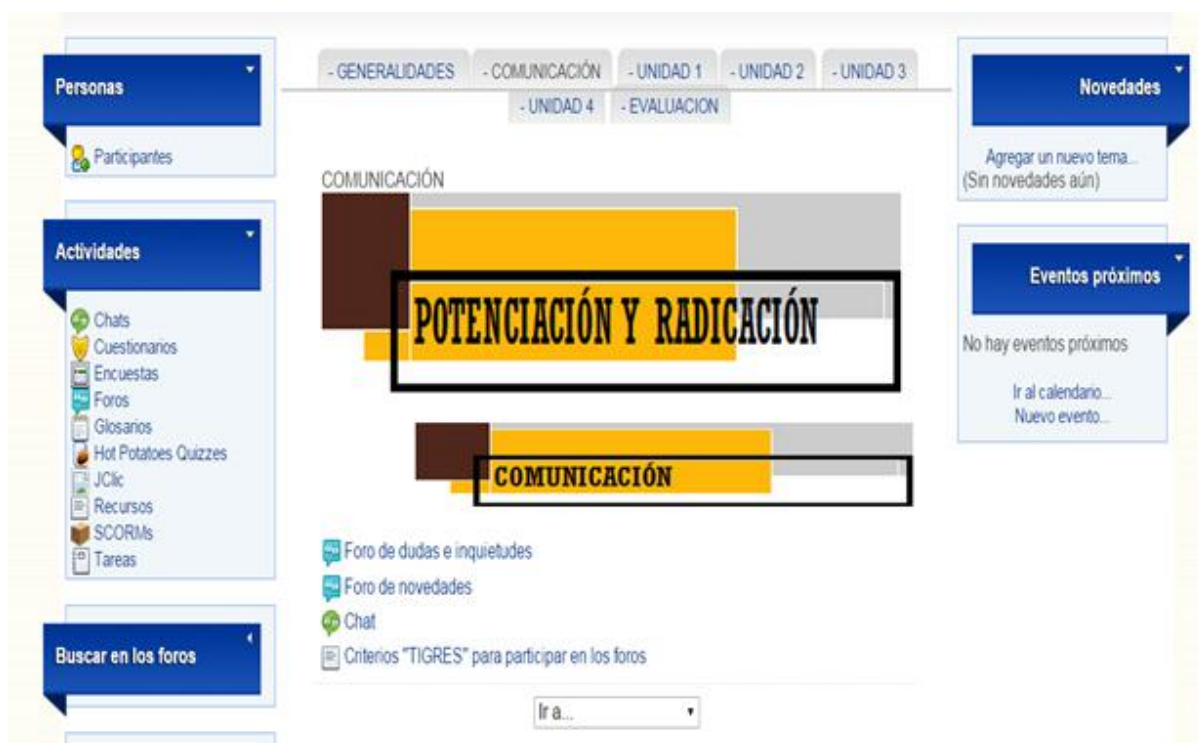 Personas
Participantes
Actividades
Chats
Cuestionarios
Encuestas
Foros
Glosarios
Hot Potatoes Quizzes
JClic
Recursos
SCORMs
Tareas
Buscar en los foros
- GENERALIDADES - COMUNICACIÓN - UNIDAD 1 - UNIDAD 2 - UNIDAD 3
- UNIDAD 4 - EVALUACION
COMUNICACIÓN
POTENCIACIÓN Y RADICACIÓN
COMUNICACIÓN
Foro de dudas e inquietudes
Foro de novedades
Chat
Criterios "TIGRES" para participar en los foros
Ir a...
Novedades
Agregar un nuevo tema...
(Sin novedades aún)
Eventos próximos
No hay eventos próximos
Ir al calendario...
Nuevo evento...